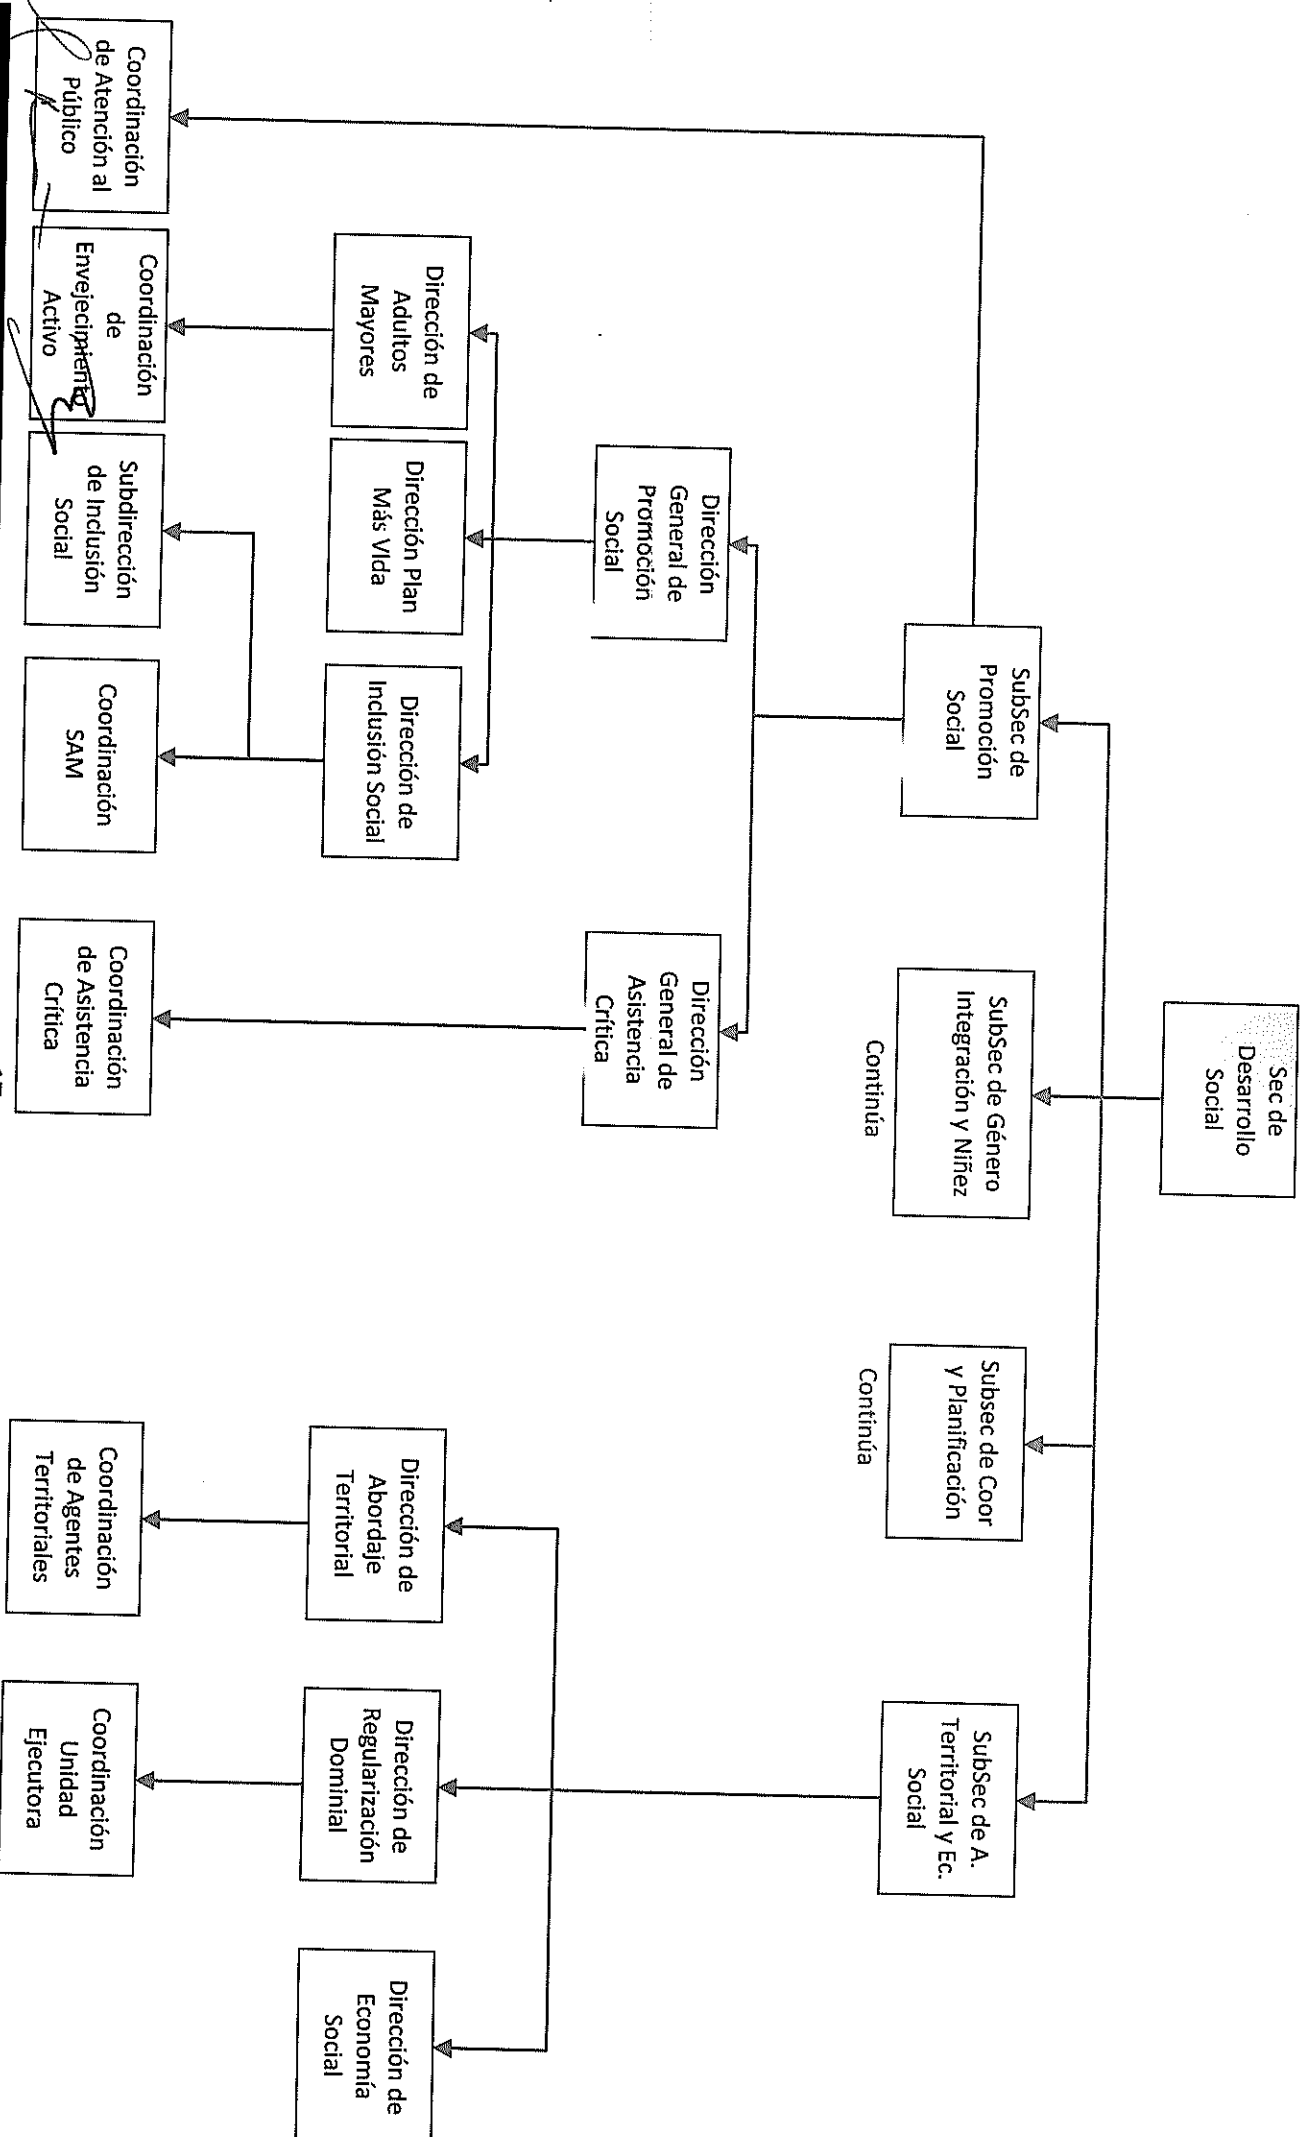 Sec de
Desarrollo
Social
SubSec de
Promoción
Social
SubSec de Género
Integración y Niñez
Continúa
Subsec de Coor
y Planificación
Continúa
SubSec de A.
Territorial y Ec.
Social
Dirección
General de
Promoción
Social
Dirección
General de
Asistencia
Crítica
Dirección de
Adultos
Mayores
Dirección Plan
Más VIda
Dirección de
Inclusión Social
Dirección de
Abordaje
Territorial
Dirección de
Regularización
Dominial
Dirección de
Economía
Social
Coordinación
de Atención al
Público
Coordinación
de
Envejecimiento
Activo
Subdirección
de Inclusión
Social
Coordinación
SAM
Coordinación
de Asistencia
Crítica
Coordinación
de Agentes
Territoriales
Coordinación
Unidad
Ejecutora